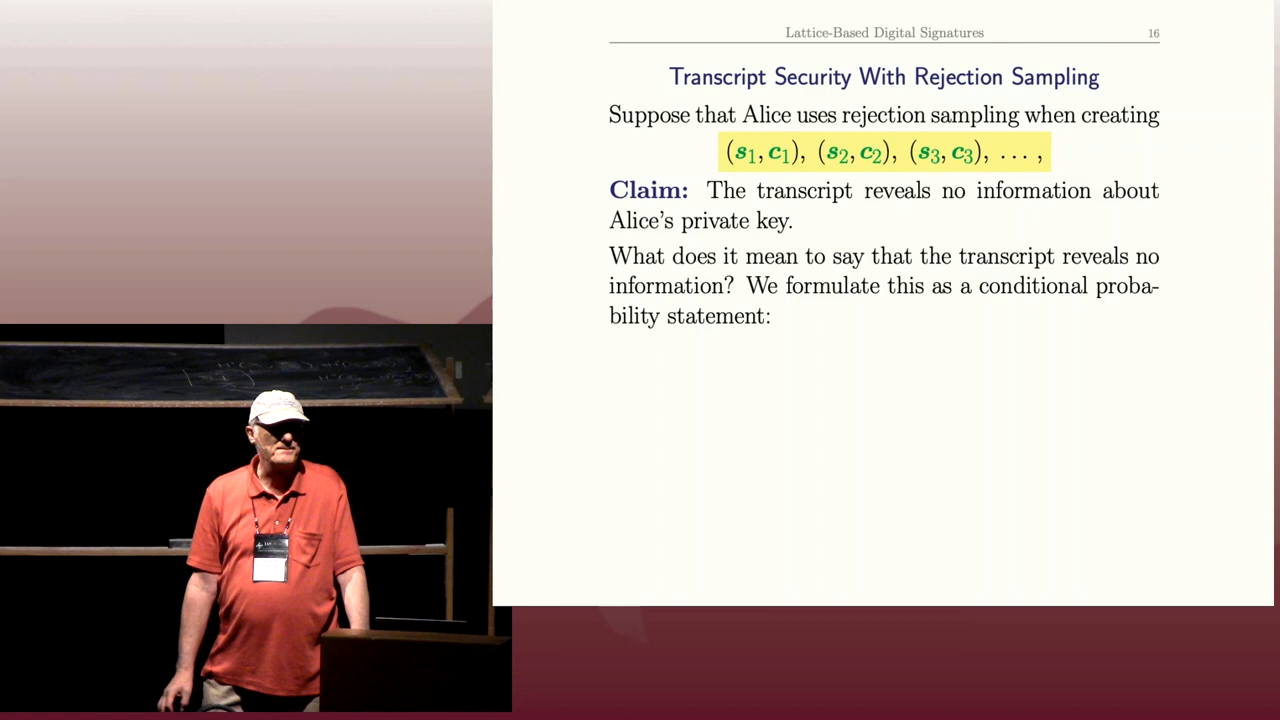 Lattice-Based Digital Signatures 16
Transcript Security With Rejection Sampling
Suppose that Alice uses rejection sampling when creating
(s₁, c₁), (s₂, c₂), (s₃, c₃), … ,
Claim: The transcript reveals no information about
Alice's private key.
What does it mean to say that the transcript reveals no
information? We formulate this as a conditional proba-
bility statement:
IAS